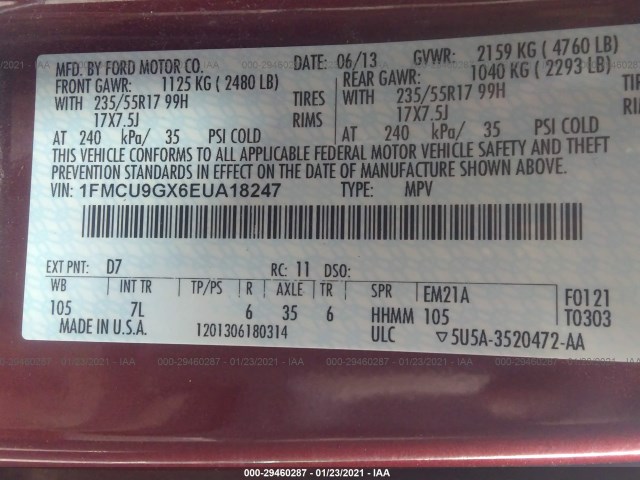 MFD. BY FORD MOTOR CO.
DATE: 06/13 GVWR: 2159 KG ( 4760 LB)
FRONT GAWR: 1125 KG ( 2480 LB)
REAR GAWR: 1040 KG ( 2293 LB)
WITH 235/55R17 99H TIRES
WITH 235/55R17 99H
17X7.5J RIMS
17X7.5J
AT 240 kPa/ 35 PSI COLD
AT 240 kPa/ 35 PSI COLD
THIS VEHICLE CONFORMS TO ALL APPLICABLE FEDERAL MOTOR VEHICLE SAFETY AND THEFT
PREVENTION STANDARDS IN EFFECT ON THE DATE OF MANUFACTURE SHOWN ABOVE.
VIN: 1FMCU9GX6EUA18247 TYPE: MPV
EXT PNT: D7 RC: 11 DSO:
WB INT TR TP/PS R AXLE TR SPR EM21A F0121
105 7L 6 35 6 HHMM 105 T0303
MADE IN U.S.A. 1201306180314 ULC ▽5U5A-3520472-AA
000-29460287 - 01/23/2021 - IAA